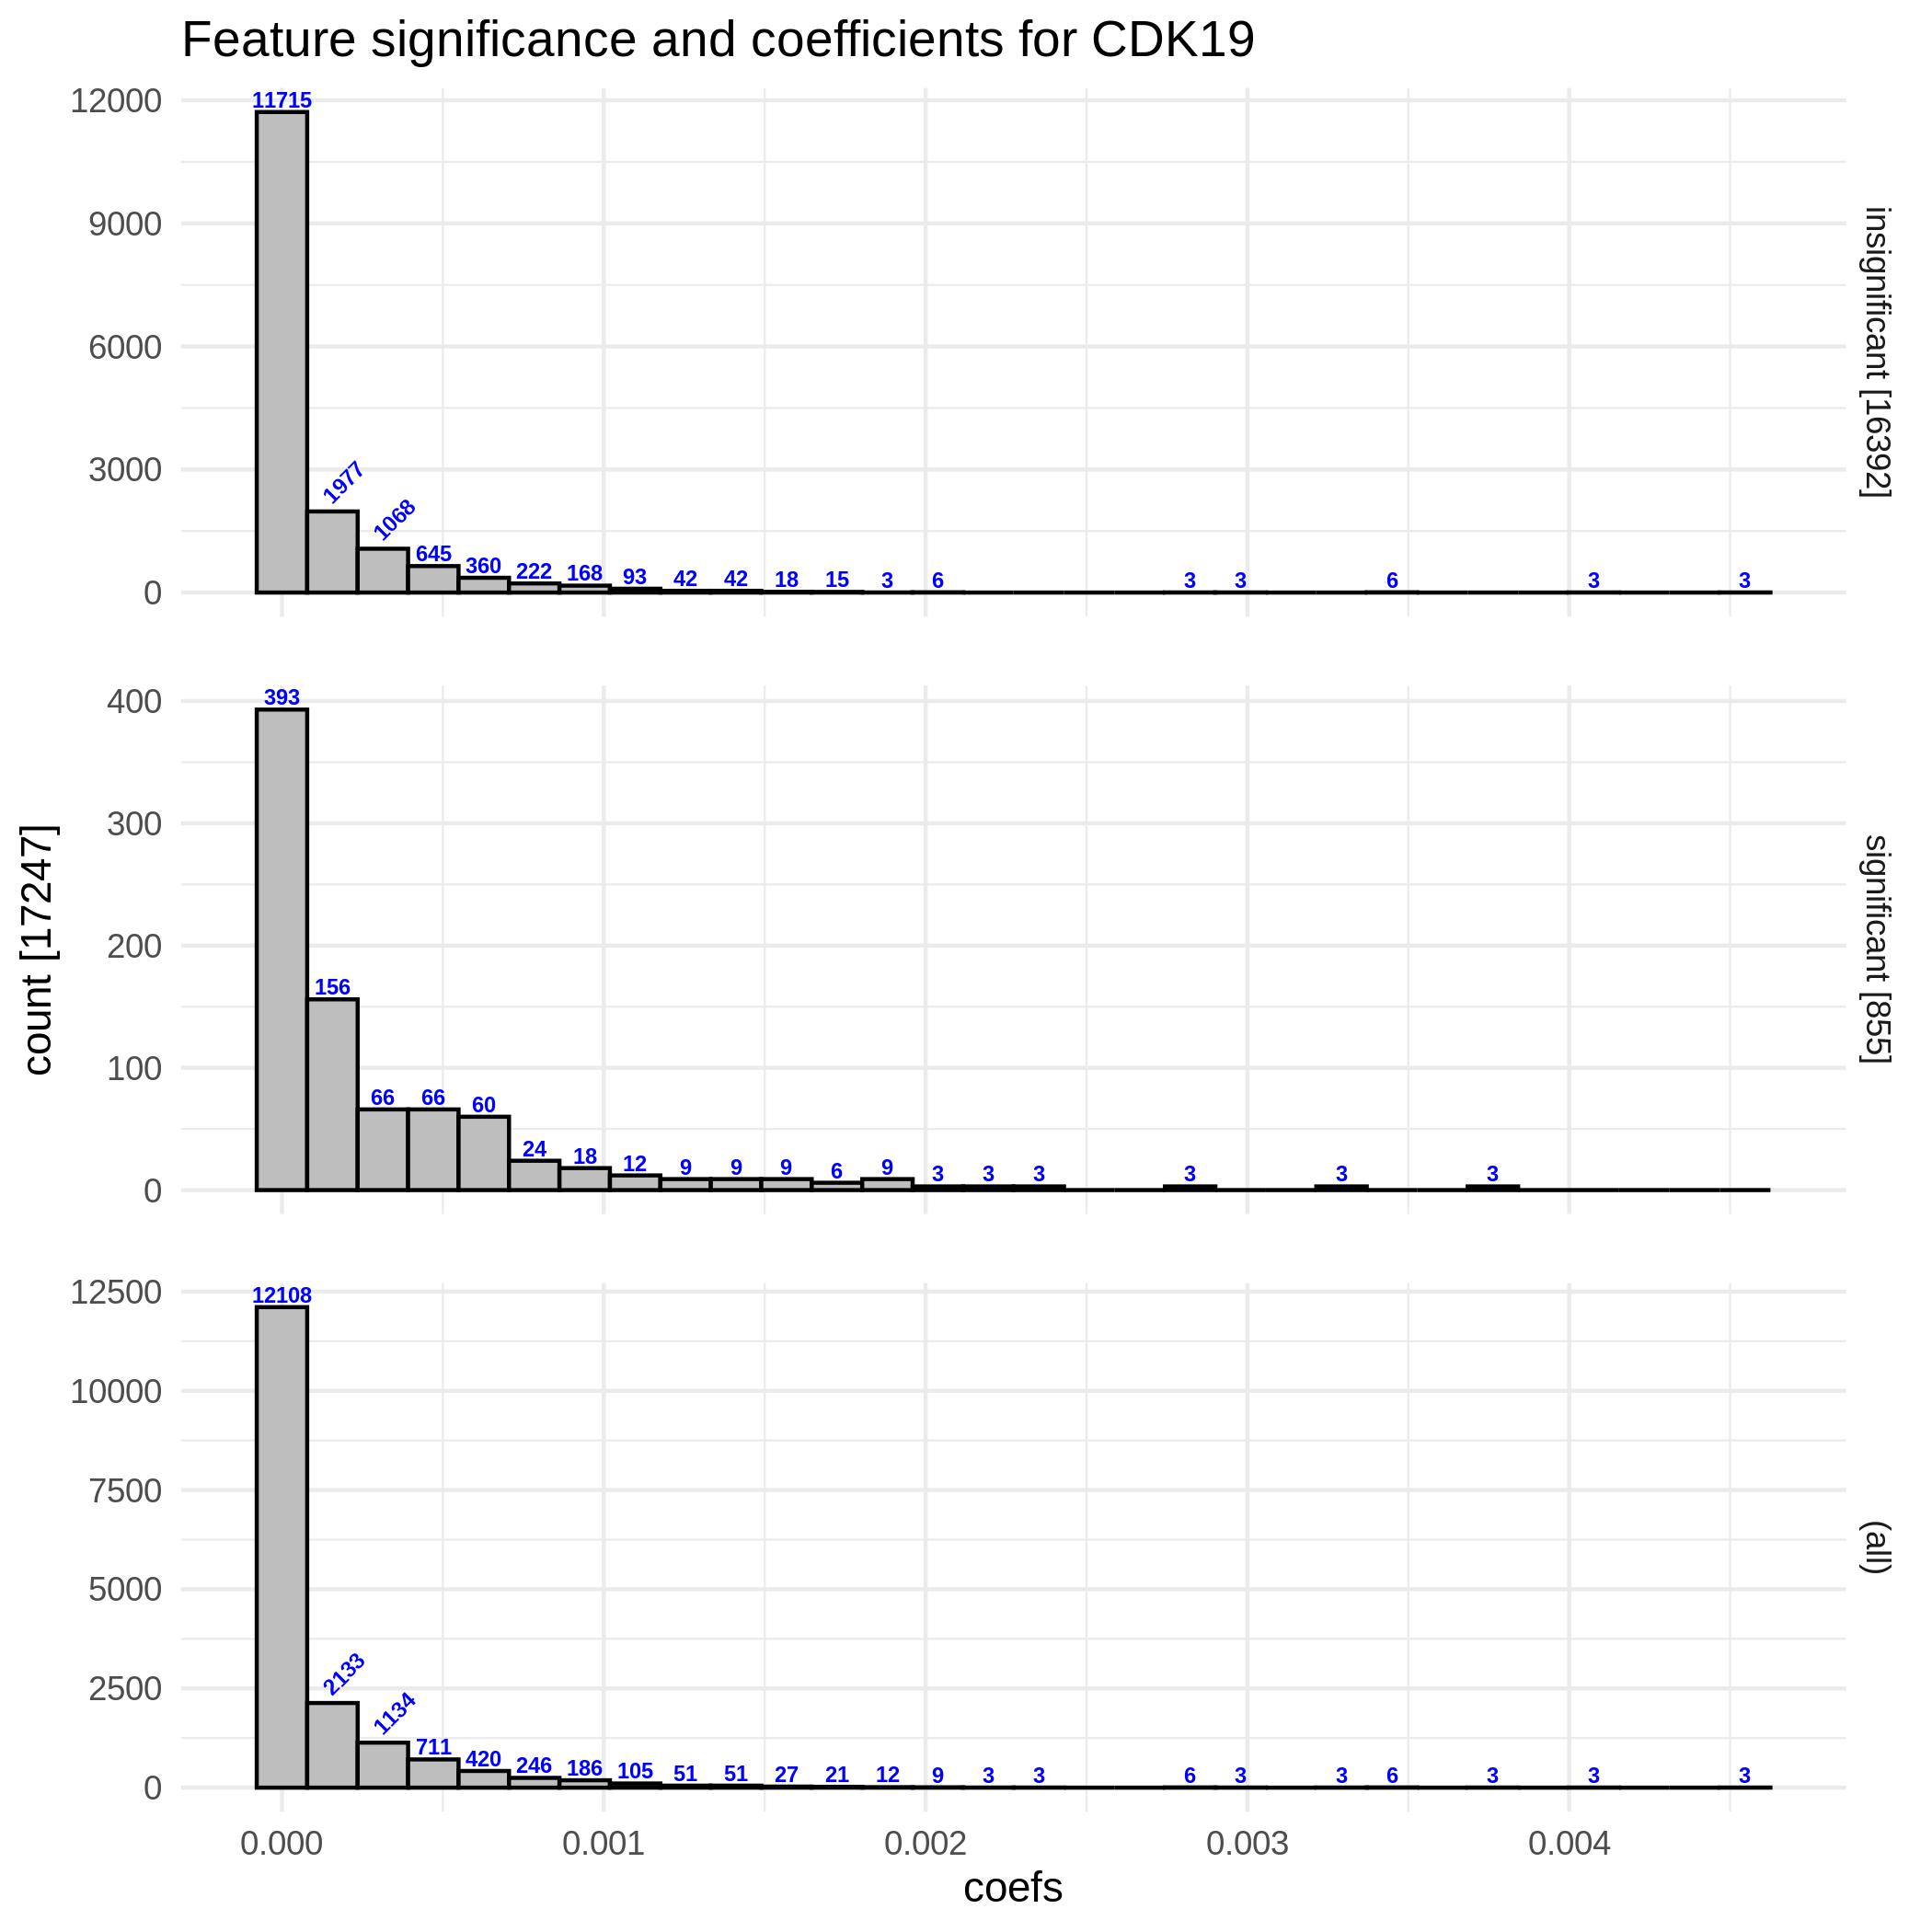 Feature significance and coefficients for CDK19
12000
9000
6000
3000
0
11715
1977
1068
645 360 222 168 93 42 42 18 15 3 6 3 3 6 3 3
insignificant [16392]
count [17247]
400
300
200
100
0
393
156
66 66 60
24 18 12 9 9 9 6 9 3 3 3 3 3 3
significant [855]
12500
10000
7500
5000
2500
0
12108
2133
1134
711 420 246 186 105 51 51 27 21 12 9 3 3 6 3 3 6 3 3 3
(all)
0.000 0.001 0.002 0.003 0.004
coefs